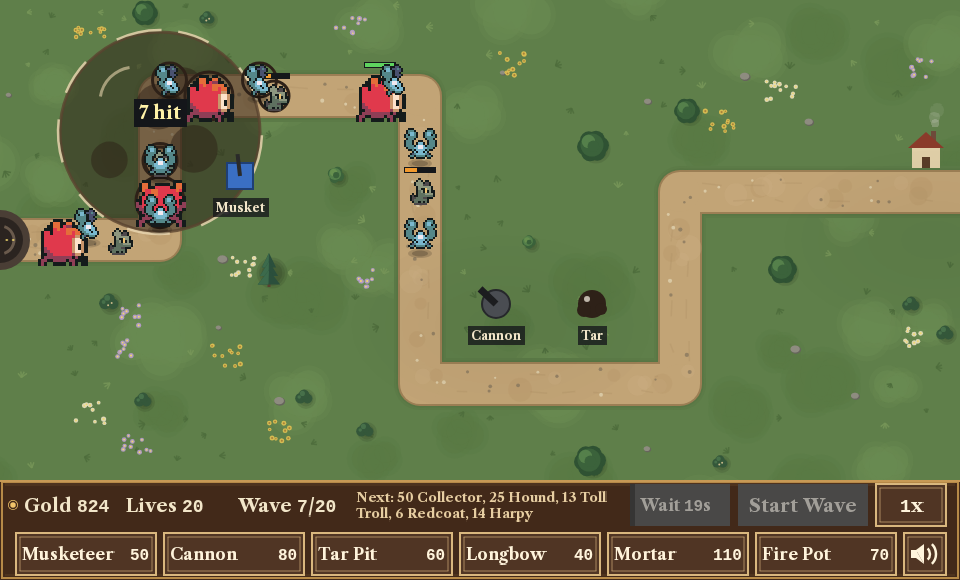 7 hit
Musket
Cannon
Tar
Gold 824
Lives 20
Wave 7/20
Next: 50 Collector, 25 Hound, 13 Toll
Troll, 6 Redcoat, 14 Harpy
Wait 19s
Start Wave
1x
Musketeer 50
Cannon 80
Tar Pit 60
Longbow 40
Mortar 110
Fire Pot 70